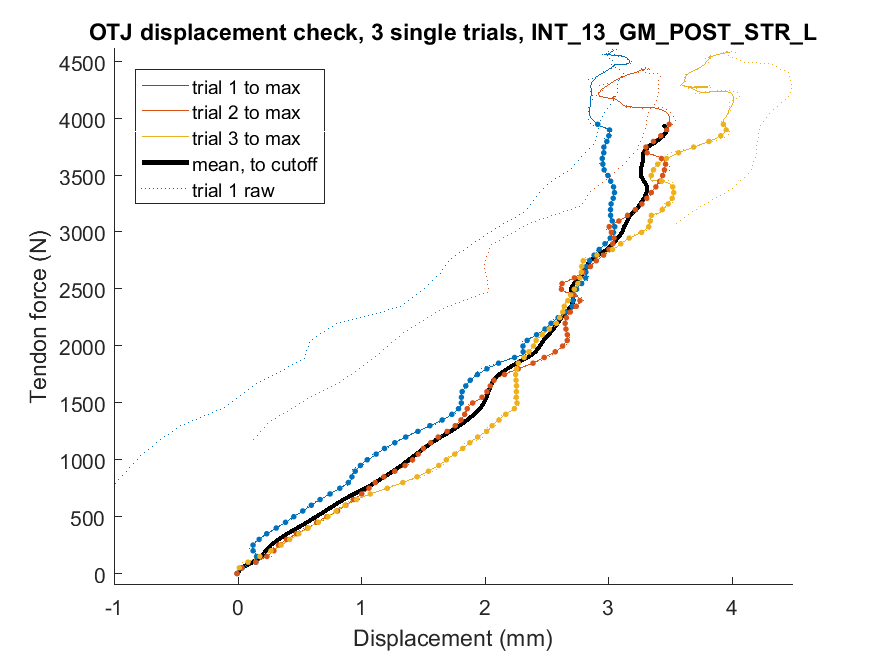 OTJ displacement check, 3 single trials, INT_13_GM_POST_STR_L
4500
4000
3500
3000
2500
2000
1500
1000
500
0
Tendon force (N)
trial 1 to max
trial 2 to max
trial 3 to max
mean, to cutoff
trial 1 raw
-1
0
1
2
3
4
Displacement (mm)